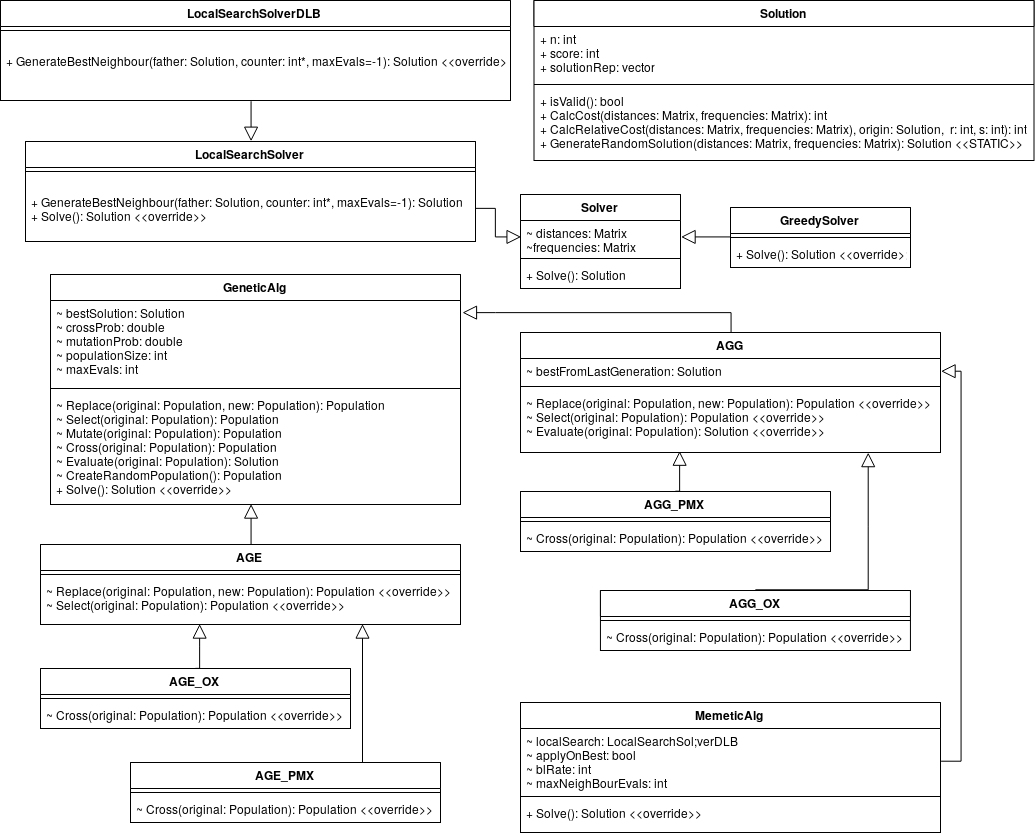 LocalSearchSolverDLB
+ GenerateBestNeighbour(father: Solution, counter: int*, maxEvals=-1): Solution <<override>
Solution
+ n: int
+ score: int
+ solutionRep: vector
+ isValid(): bool
+ CalcCost(distances: Matrix, frequencies: Matrix): int
+ CalcRelativeCost(distances: Matrix, frequencies: Matrix), origin: Solution, r: int, s: int): int
+ GenerateRandomSolution(distances: Matrix, frequencies: Matrix): Solution <<STATIC>>
LocalSearchSolver
+ GenerateBestNeighbour(father: Solution, counter: int*, maxEvals=-1): Solution
+ Solve(): Solution <<override>>
Solver
~ distances: Matrix
~frequencies: Matrix
+ Solve(): Solution
GreedySolver
+ Solve(): Solution <<override>
GeneticAlg
~ bestSolution: Solution
~ crossProb: double
~ mutationProb: double
~ populationSize: int
~ maxEvals: int
~ Replace(original: Population, new: Population): Population
~ Select(original: Population): Population
~ Mutate(original: Population): Population
~ Cross(original: Population): Population
~ Evaluate(original: Population): Solution
~ CreateRandomPopulation(): Population
+ Solve(): Solution <<override>>
AGG
~ bestFromLastGeneration: Solution
~ Replace(original: Population, new: Population): Population <<override>>
~ Select(original: Population): Population <<override>>
~ Evaluate(original: Population): Solution <<override>>
AGG_PMX
~ Cross(original: Population): Population <<override>>
AGE
~ Replace(original: Population, new: Population): Population <<override>>
~ Select(original: Population): Population <<override>>
AGG_OX
~ Cross(original: Population): Population <<override>>
AGE_OX
~ Cross(original: Population): Population <<override>>
MemeticAlg
~ localSearch: LocalSearchSol;verDLB
~ applyOnBest: bool
~ blRate: int
~ maxNeighBourEvals: int
+ Solve(): Solution <<override>>
AGE_PMX
~ Cross(original: Population): Population <<override>>